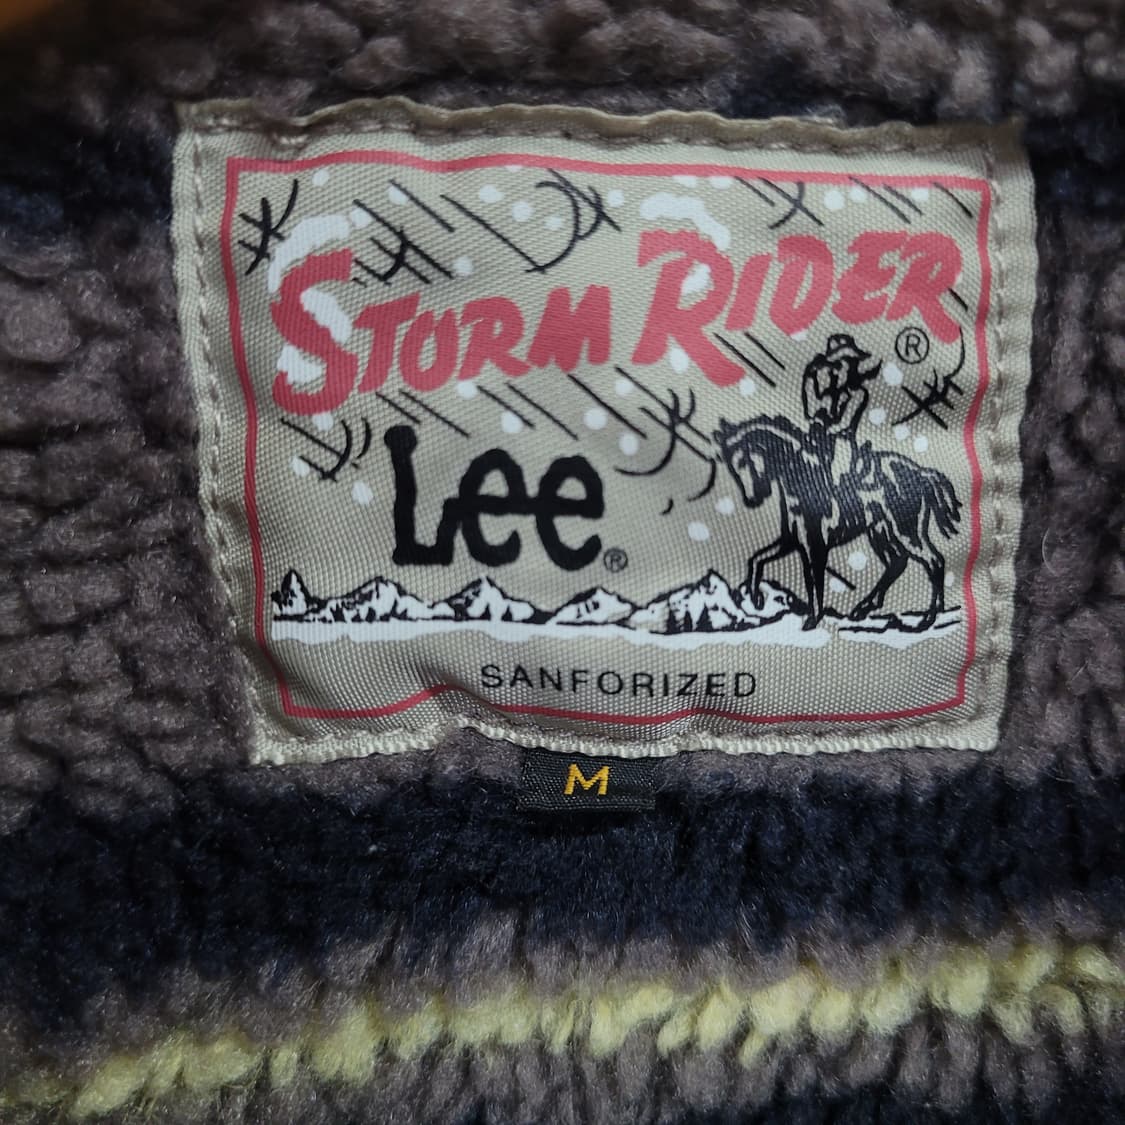 STORM RIDER ®
Lee ®
SANFORIZED
M